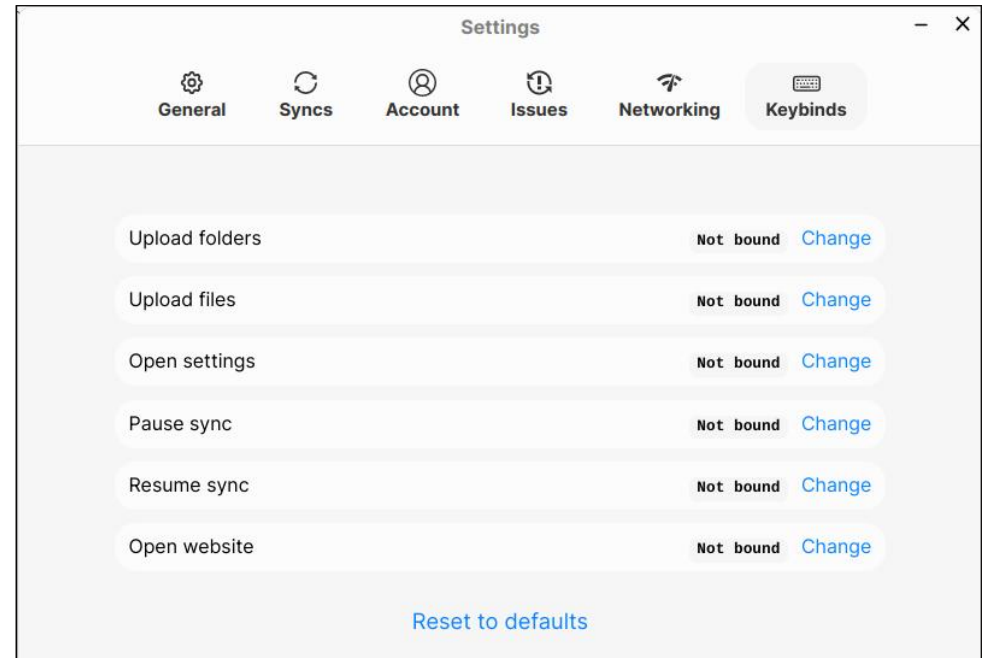 Settings
General Syncs Account Issues Networking Keybinds
Upload folders Not bound Change
Upload files Not bound Change
Open settings Not bound Change
Pause sync Not bound Change
Resume sync Not bound Change
Open website Not bound Change
Reset to defaults